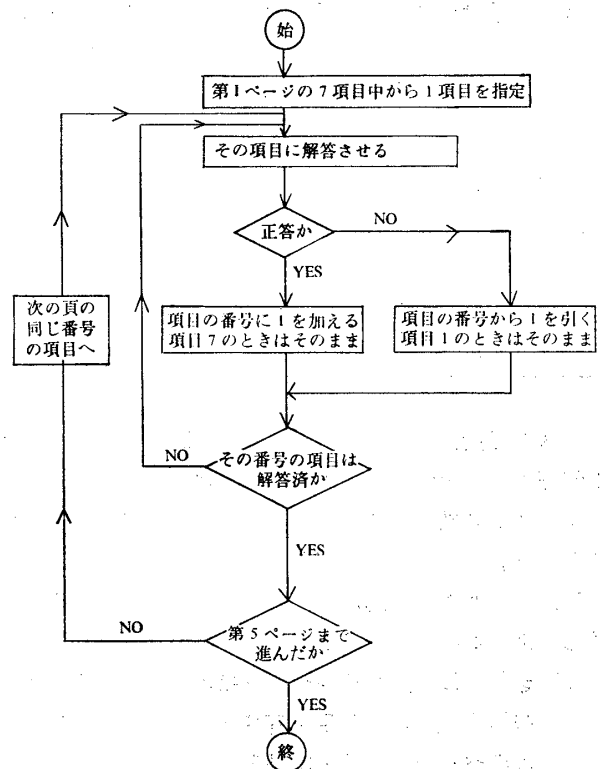 始
第1ページの7項目中から1項目を指定
その項目に解答させる
正答か
NO
YES
項目の番号に1を加える
項目7のときはそのまま
項目の番号から1を引く
項目1のときはそのまま
次の頁の
同じ番号
の項目へ
NO
その番号の項目は
解答済か
YES
NO
第5ページまで
進んだか
YES
終